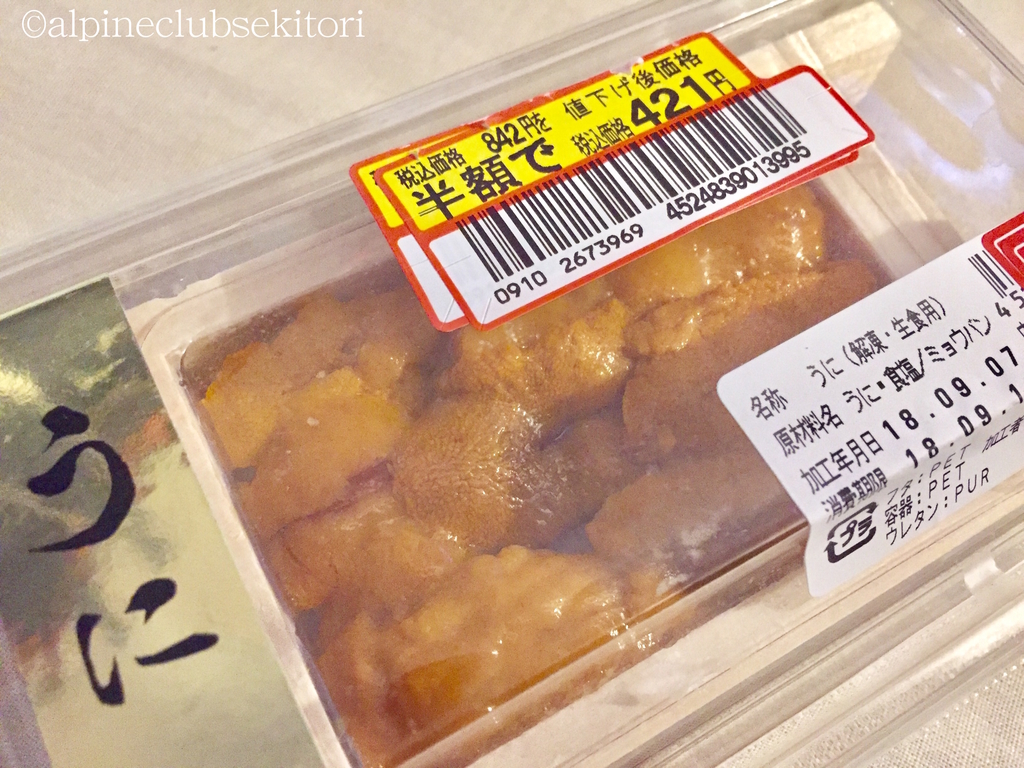 ©alpineclubsekitori
税込価格 842円を 値下げ後価格
半額で 税込価格 421円
0910 2673969 4524839013995
うに
名称 うに(解凍・生食用)
原材料名 うに・食塩/ミョウバン
加工年月日 18.09.07
消費期限 18.09.1
フタ:PET 加工者
容器:PET
ウレタン:PUR
プラ